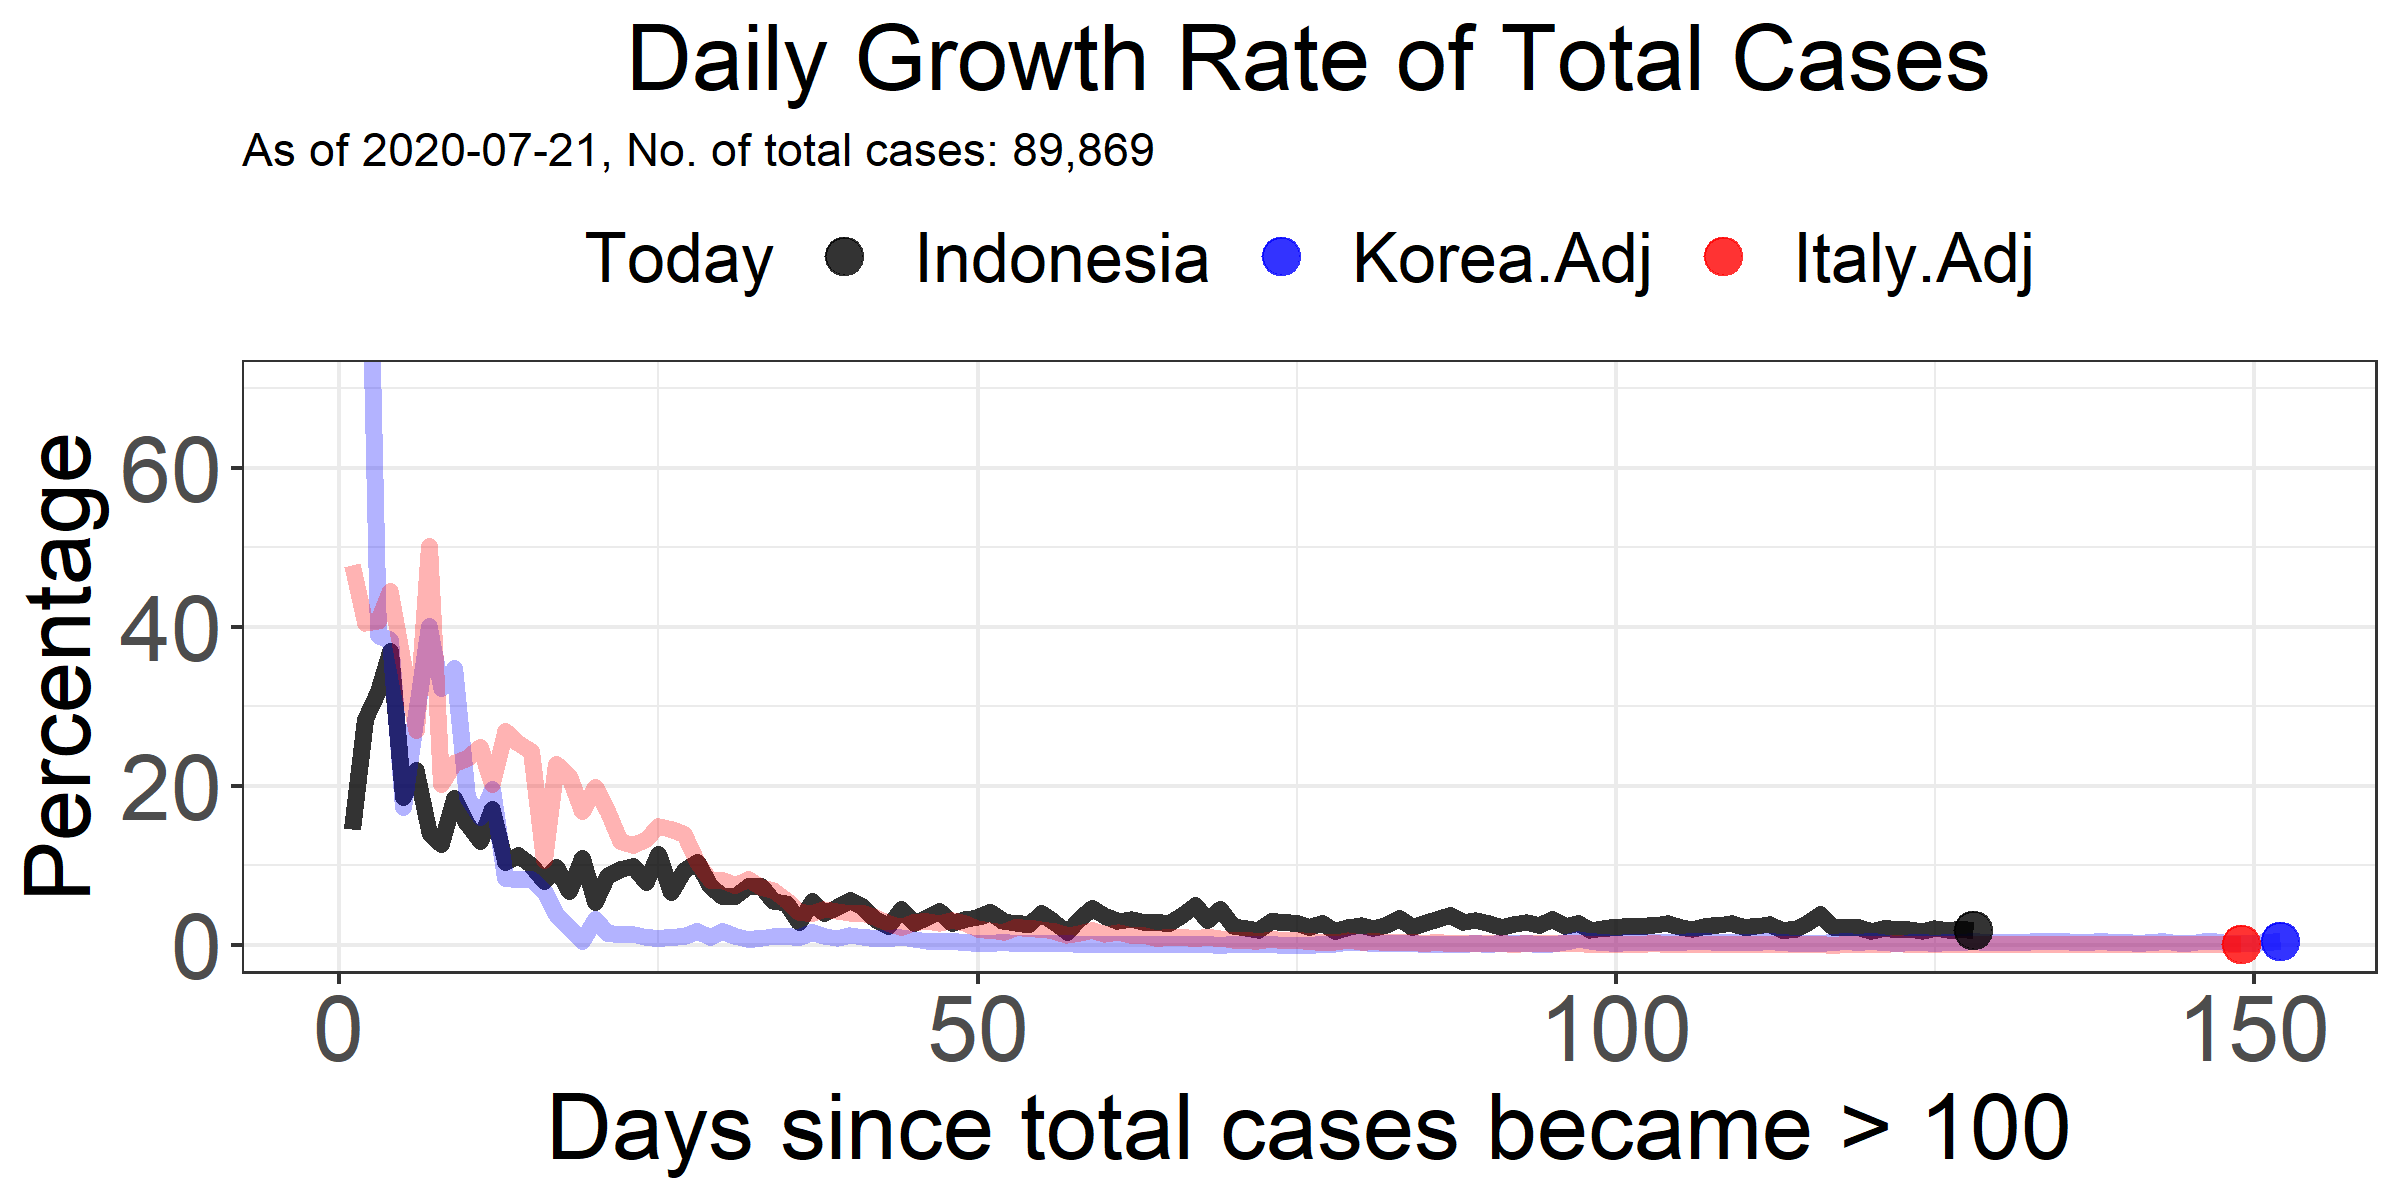 Daily Growth Rate of Total Cases
As of 2020-07-21, No. of total cases: 89,869
Today Indonesia Korea.Adj Italy.Adj
Percentage
60
40
20
0
0 50 100 150
Days since total cases became > 100